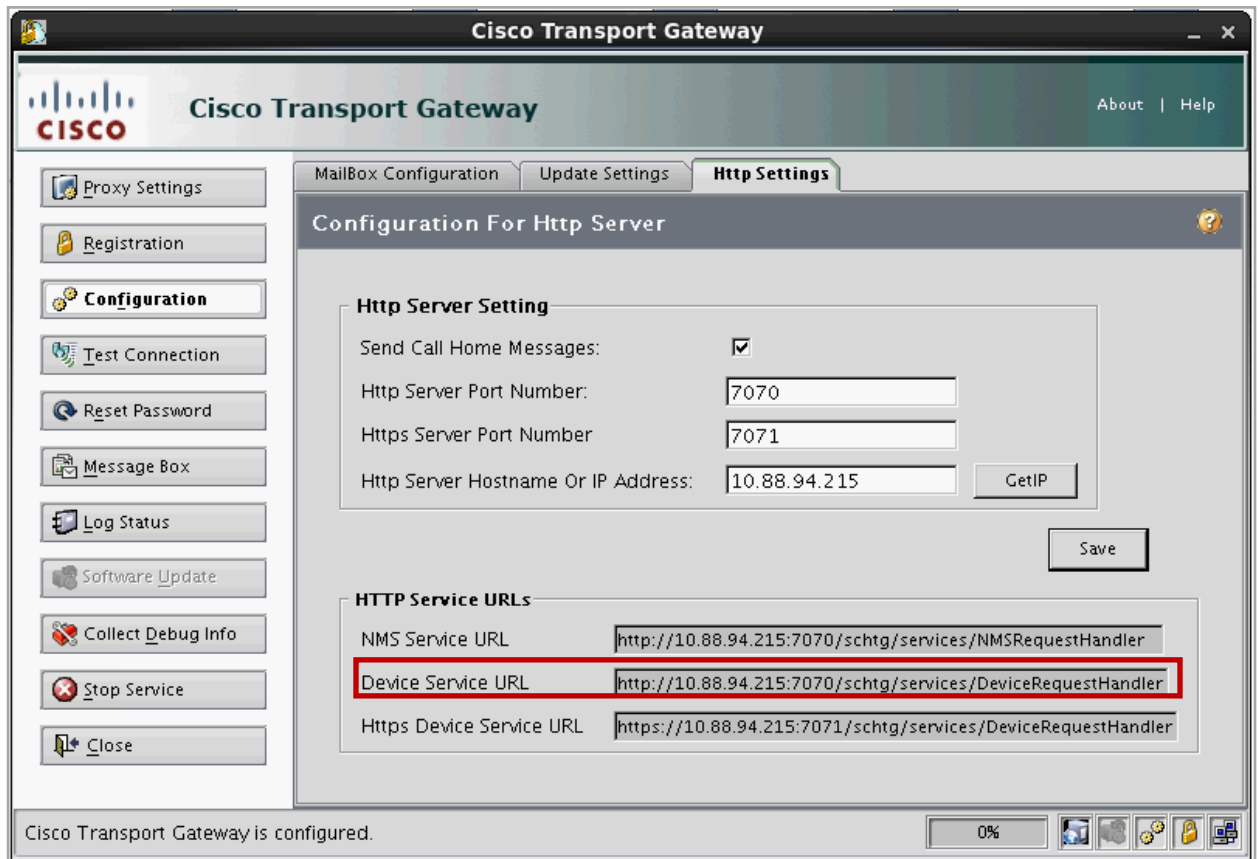 Cisco Transport Gateway
CISCO
Cisco Transport Gateway
About | Help
Proxy Settings
Registration
Configuration
Test Connection
Reset Password
Message Box
Log Status
Software Update
Collect Debug Info
Stop Service
Close
MailBox Configuration
Update Settings
Http Settings
Configuration For Http Server
Http Server Setting
Send Call Home Messages:
Http Server Port Number: 7070
Https Server Port Number 7071
Http Server Hostname Or IP Address: 10.88.94.215 GetIP
Save
HTTP Service URLs
NMS Service URL http://10.88.94.215:7070/schtg/services/NMSRequestHandler
Device Service URL http://10.88.94.215:7070/schtg/services/DeviceRequestHandler
Https Device Service URL https://10.88.94.215:7071/schtg/services/DeviceRequestHandler
Cisco Transport Gateway is configured.
0%